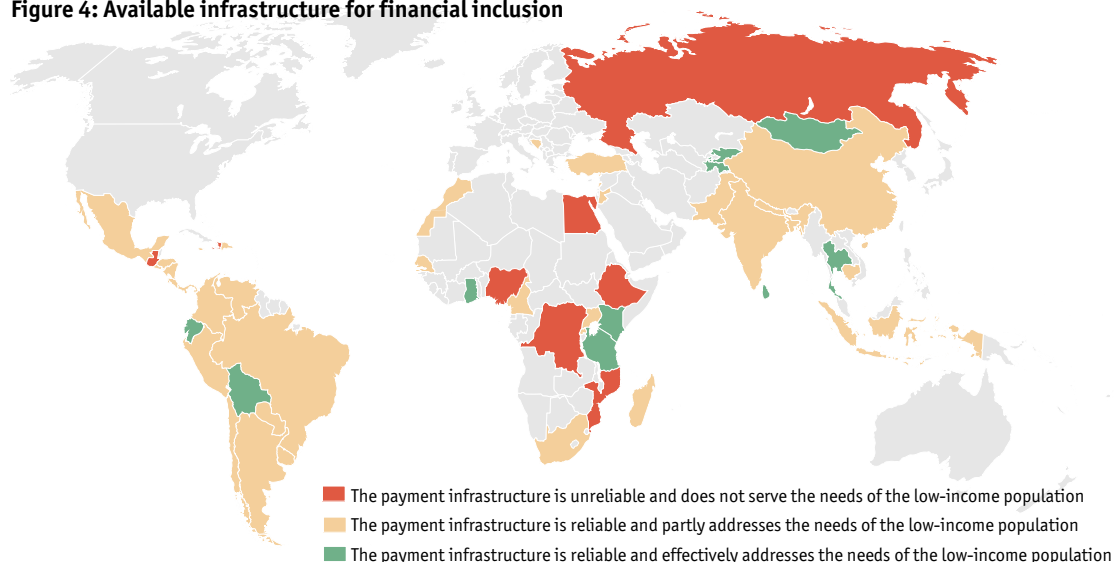 Figure 4: Available infrastructure for financial inclusion
The payment infrastructure is unreliable and does not serve the needs of the low-income population
The payment infrastructure is reliable and partly addresses the needs of the low-income population
The payment infrastructure is reliable and effectively addresses the needs of the low-income population